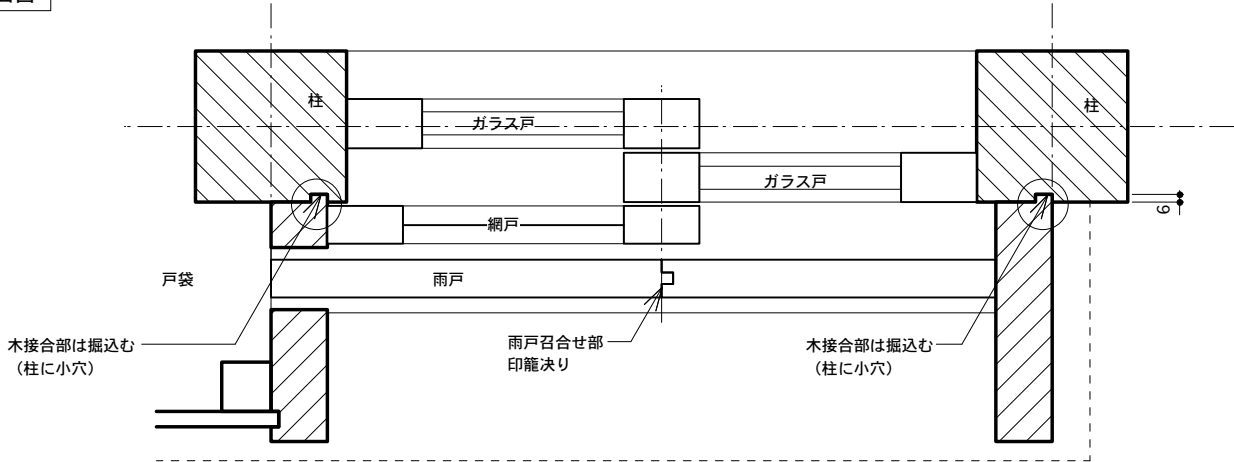 柱
柱
ガラス戸
ガラス戸
網戸
戸袋
雨戸
木接合部は掘込む
（柱に小穴）
雨戸召合せ部
印籠決り
木接合部は掘込む
（柱に小穴）
6